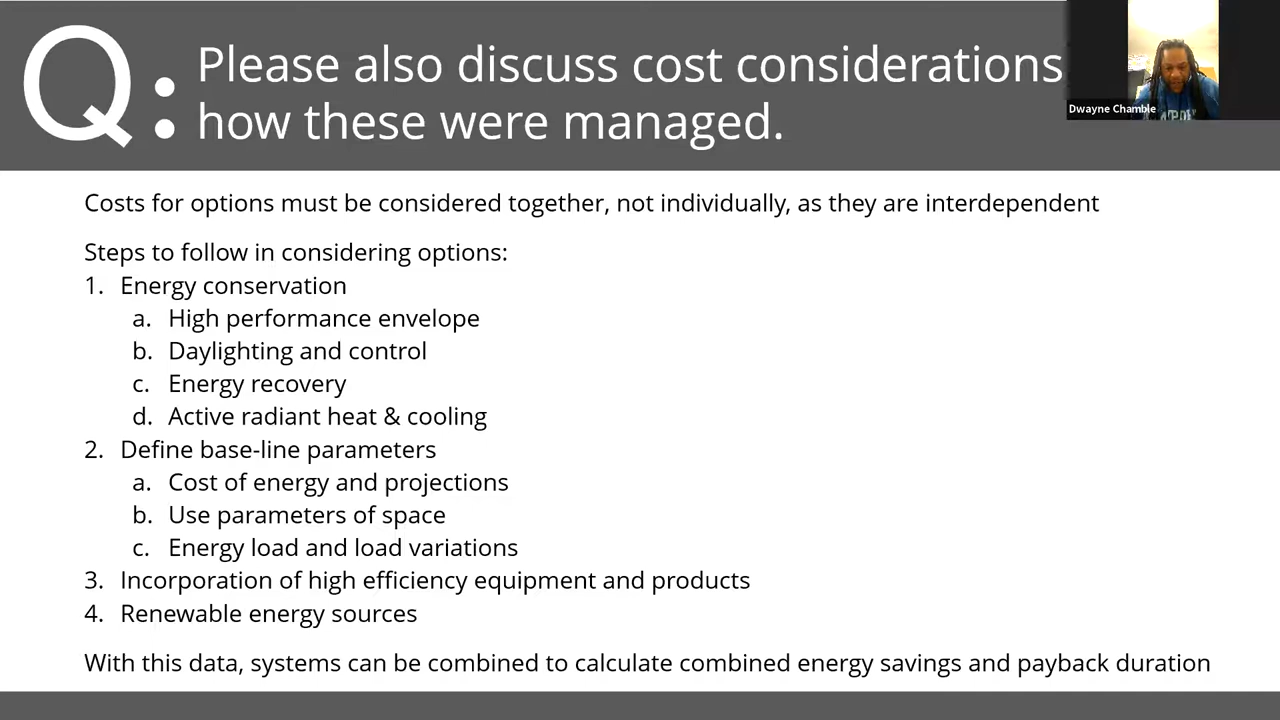 Q:
Please also discuss cost considerations
how these were managed.
Dwayne Chamble
Costs for options must be considered together, not individually, as they are interdependent
Steps to follow in considering options:
1. Energy conservation
a. High performance envelope
b. Daylighting and control
c. Energy recovery
d. Active radiant heat & cooling
2. Define base-line parameters
a. Cost of energy and projections
b. Use parameters of space
c. Energy load and load variations
3. Incorporation of high efficiency equipment and products
4. Renewable energy sources
With this data, systems can be combined to calculate combined energy savings and payback duration